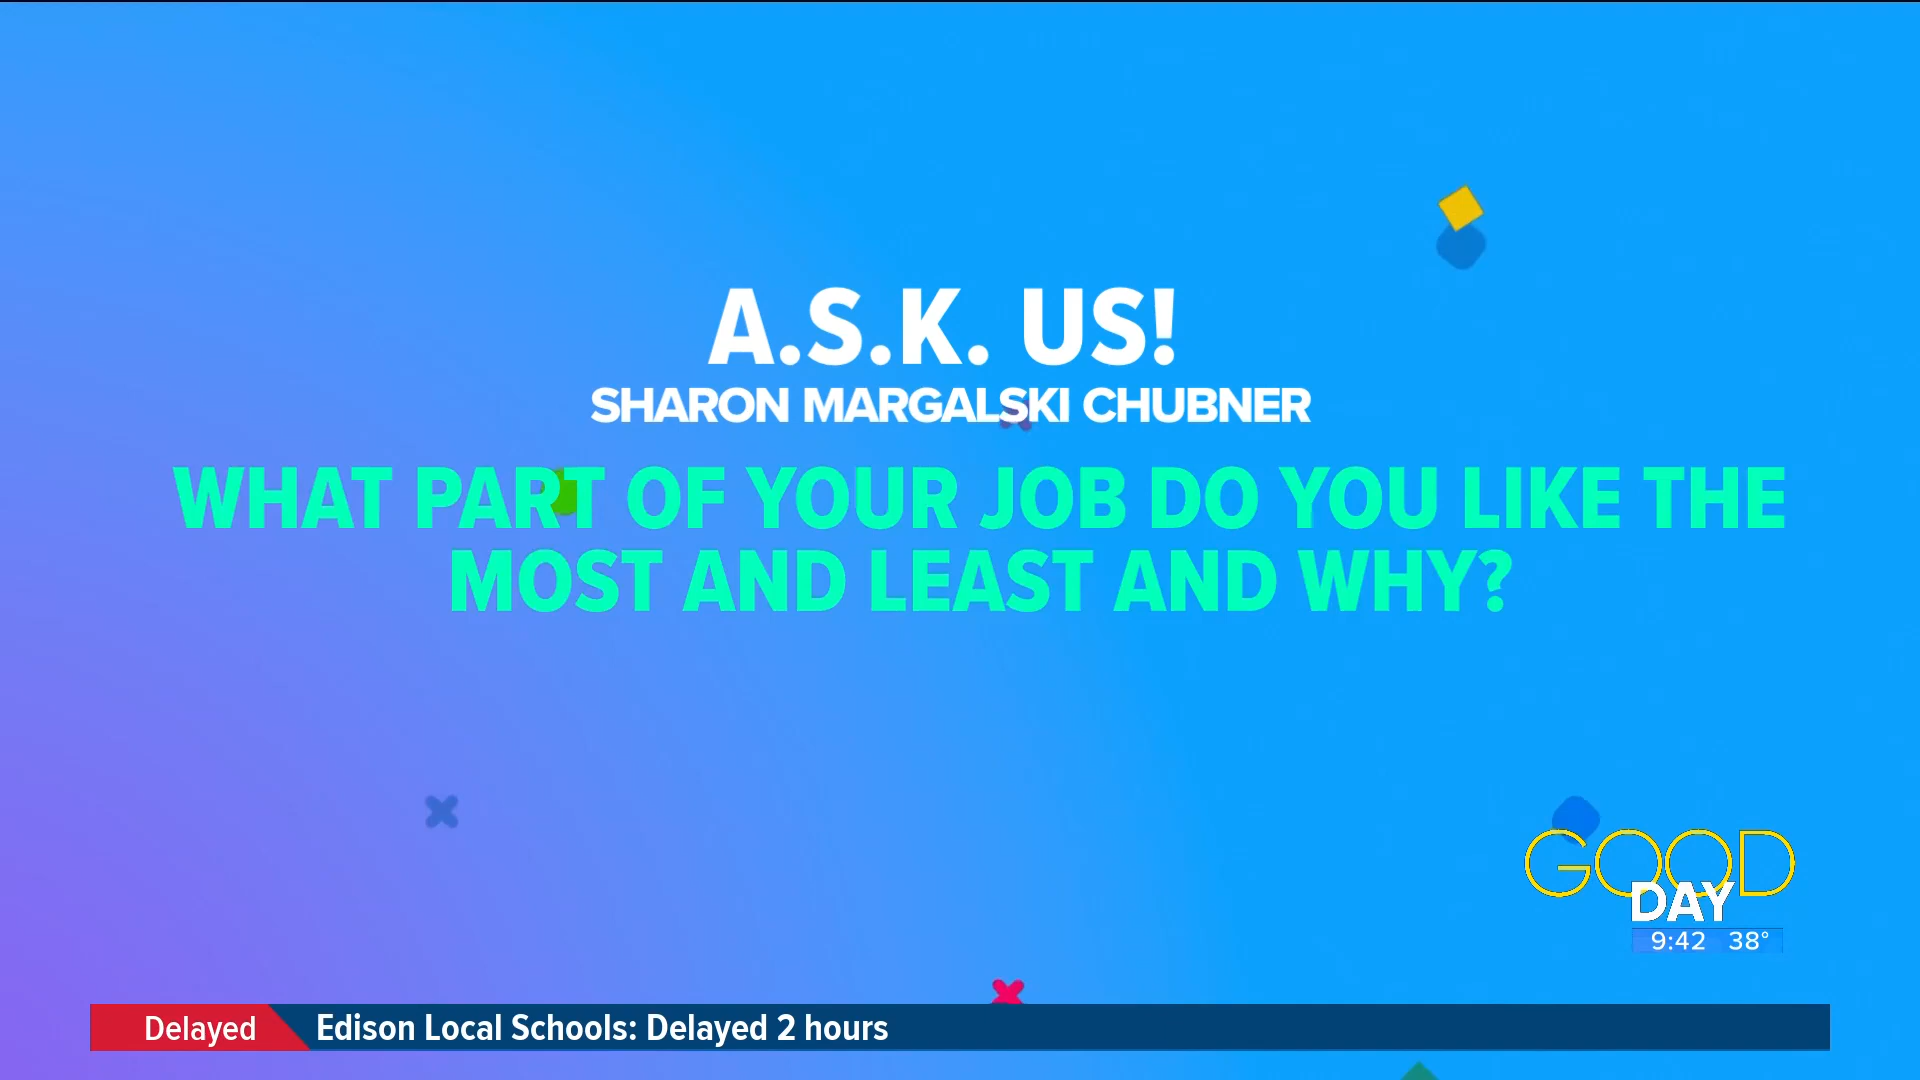 A.S.K. US!
SHARON MARGALSKI CHUBNER
WHAT PART OF YOUR JOB DO YOU LIKE THE
MOST AND LEAST AND WHY?
GOOD
DAY
9:42 38°
Delayed Edison Local Schools: Delayed 2 hours